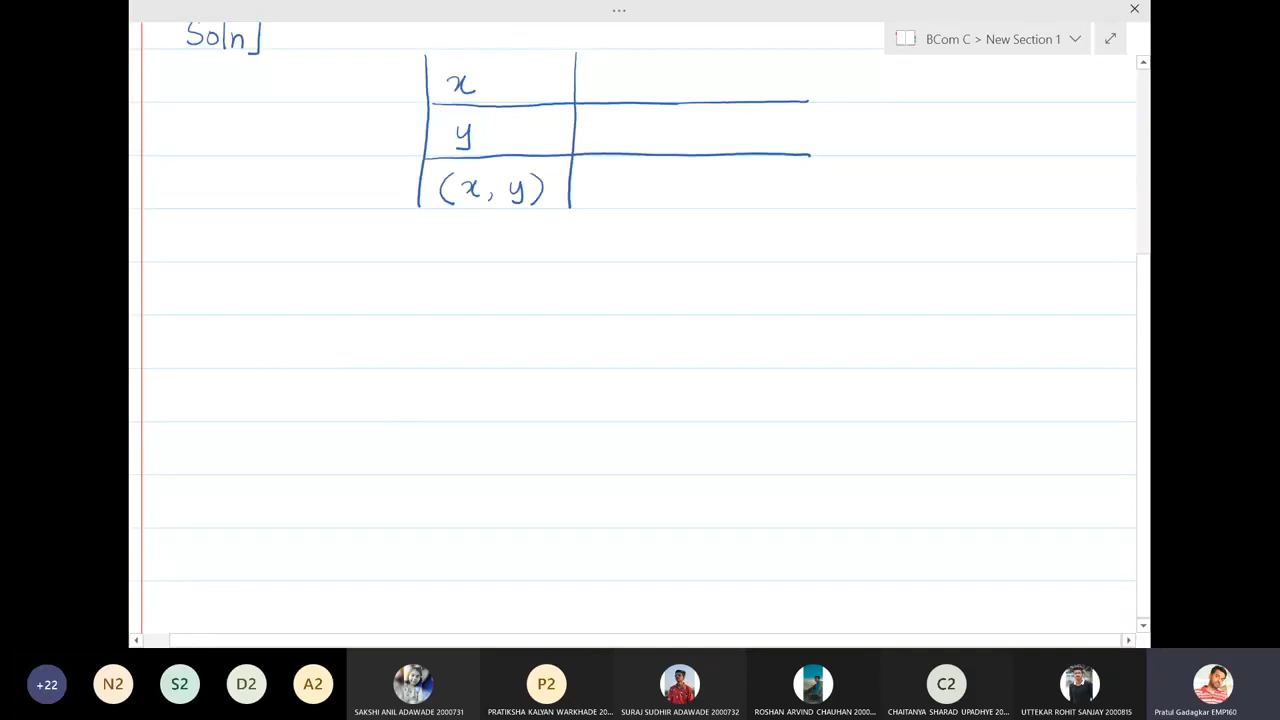 Soln]
BCom C > New Section 1
x
y
(x, y)
+22
N2
S2
D2
A2
P2
C2
SAKSHI ANIL ADAWADE 2000731
PRATIKSHA KALYAN WARKHADE 20...
SURAJ SUDHIR ADAWADE 2000732
ROSHAN ARVIND CHAUHAN 2000...
CHAITANYA SHARAD UPADHYE 20...
UTTEKAR ROHIT SANJAY 2000815
Pratul Gadagkar EMP160